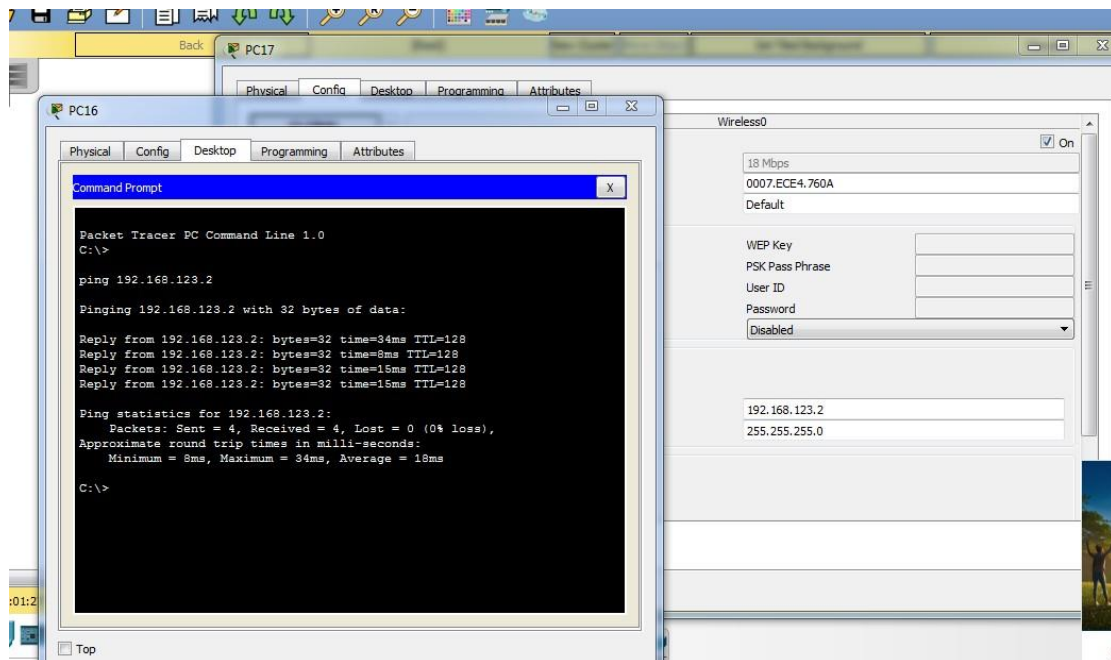 Back
PC17
Physical Config Desktop Programming Attributes
PC16
Physical Config Desktop Programming Attributes
Command Prompt
X
Packet Tracer PC Command Line 1.0
C:\>
ping 192.168.123.2
Pinging 192.168.123.2 with 32 bytes of data:
Reply from 192.168.123.2: bytes=32 time=34ms TTL=128
Reply from 192.168.123.2: bytes=32 time=8ms TTL=128
Reply from 192.168.123.2: bytes=32 time=15ms TTL=128
Reply from 192.168.123.2: bytes=32 time=15ms TTL=128
Ping statistics for 192.168.123.2:
Packets: Sent = 4, Received = 4, Lost = 0 (0% loss),
Approximate round trip times in milli-seconds:
Minimum = 8ms, Maximum = 34ms, Average = 18ms
C:\>
Top
Wireless0
On
18 Mbps
0007.ECE4.760A
Default
WEP Key
PSK Pass Phrase
User ID
Password
Disabled
192.168.123.2
255.255.255.0
:01:2